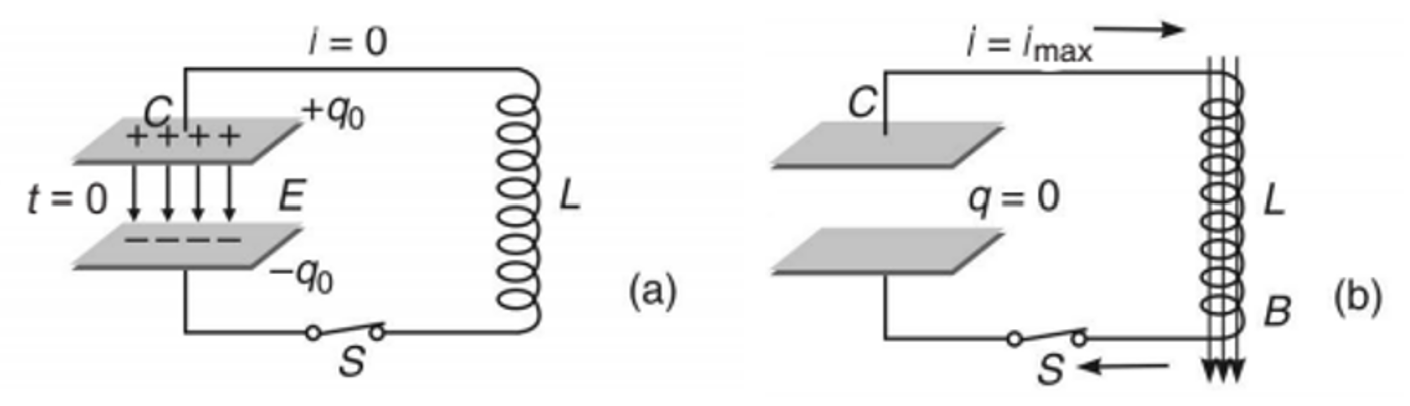 i = 0
C
+q₀
+ + + +
t = 0
E
L
− − − −
−q₀
(a)
S
i = iₘₐₓ
C
q = 0
L
B
(b)
S